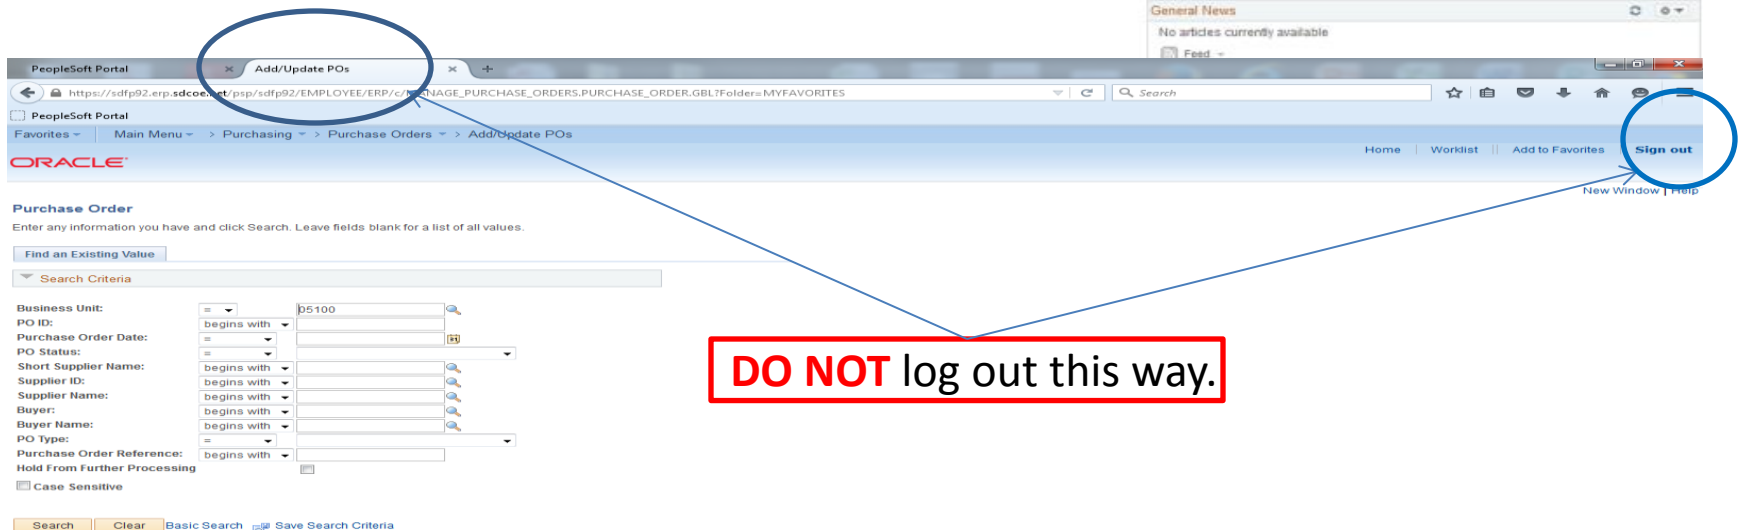 General News
No articles currently available
Feed
PeopleSoft Portal
Add/Update POs
https://sdfp92.erp.sdcoe.net/psp/sdfp92/EMPLOYEE/ERP/c/MANAGE_PURCHASE_ORDERS.PURCHASE_ORDER.GBL?Folder=MYFAVORITES
Search
PeopleSoft Portal
Favorites Main Menu > Purchasing > Purchase Orders > Add/Update POs
ORACLE
Home Worklist Add to Favorites Sign out
New Window | Help
Purchase Order
Enter any information you have and click Search. Leave fields blank for a list of all values.
Find an Existing Value
Search Criteria
Business Unit: = 05100
PO ID: begins with
Purchase Order Date: =
PO Status: =
Short Supplier Name: begins with
Supplier ID: begins with
Supplier Name: begins with
Buyer: begins with
Buyer Name: begins with
PO Type: =
Purchase Order Reference: begins with
Hold From Further Processing
Case Sensitive
Search Clear Basic Search Save Search Criteria
DO NOT log out this way.